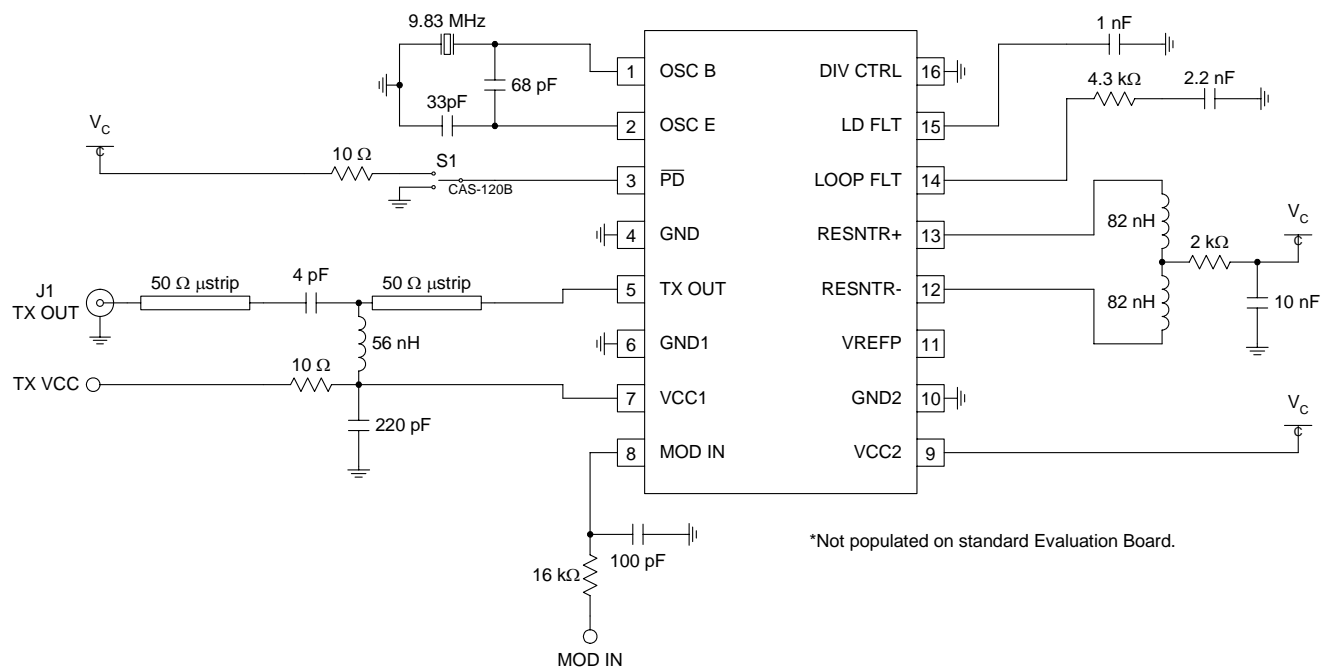 9.83 MHz
1 nF
1
OSC B
DIV CTRL
16
68 pF
4.3 kΩ
2.2 nF
33pF
2
OSC E
LD FLT
15
VC
C
10 Ω
S1
CAS-120B
3
PD
LOOP FLT
14
4
GND
RESNTR+
13
82 nH
2 kΩ
VC
C
J1
TX OUT
50 Ω μstrip
4 pF
50 Ω μstrip
5
TX OUT
RESNTR-
12
82 nH
10 nF
56 nH
6
GND1
VREFP
11
TX VCC
10 Ω
7
VCC1
GND2
10
VC
C
220 pF
8
MOD IN
VCC2
9
100 pF
*Not populated on standard Evaluation Board.
16 kΩ
MOD IN